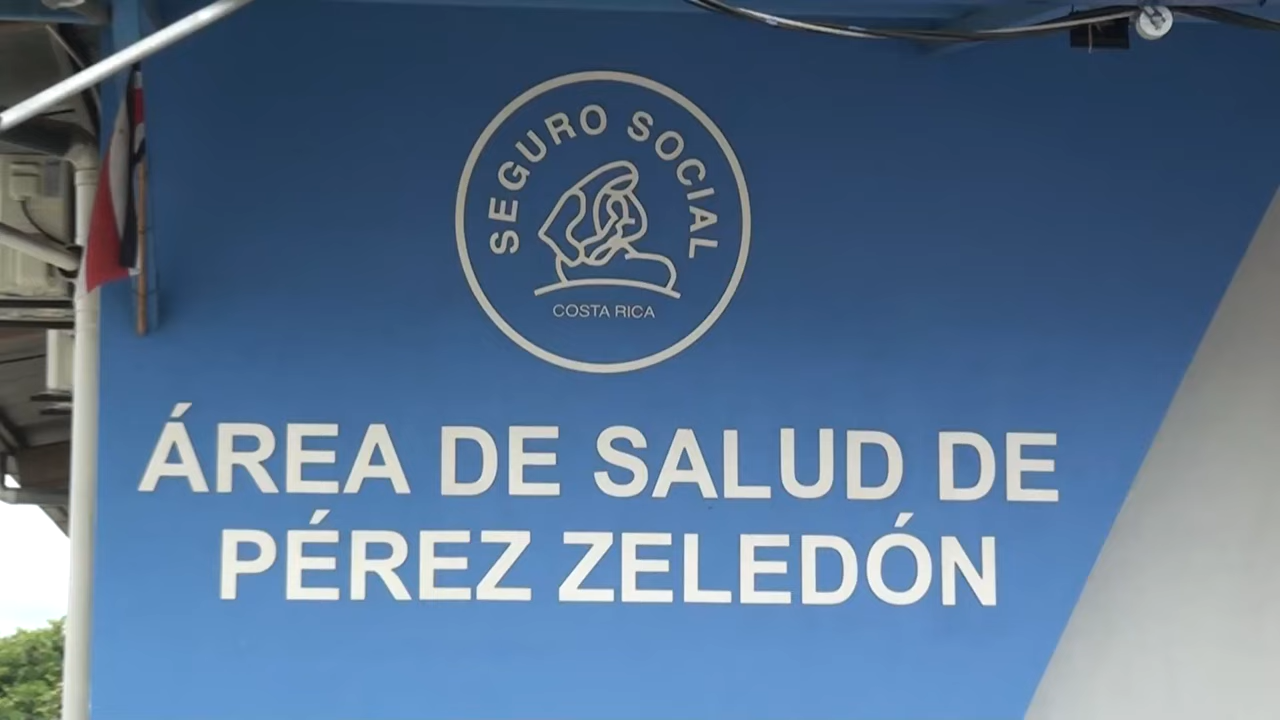 SEGURO SOCIAL
COSTA RICA
ÁREA DE SALUD DE
PÉREZ ZELEDÓN